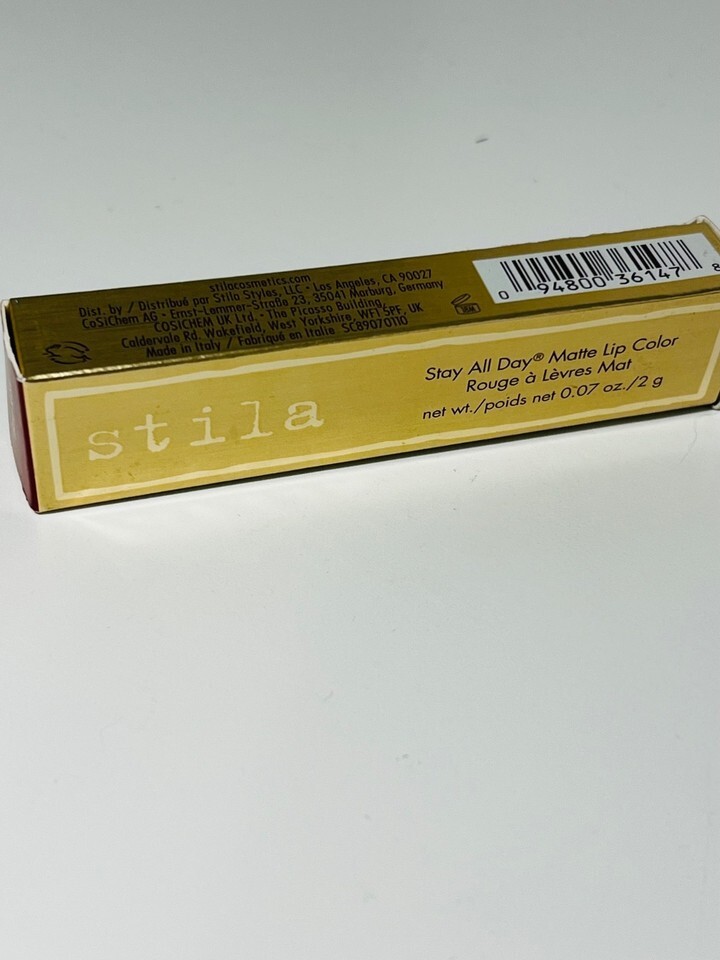 stilacosmetics.com
Dist. by / Distribué par Stila Styles, LLC · Los Angeles, CA 90027
CoSiChem AG - Ernst-Lemmer-Straße 23, 35041 Marburg, Germany
COSICHEM UK Ltd. - The Picasso Building,
Caldervale Rd, Wakefield, West Yorkshire, WF1 5PF, UK
Made in Italy / Fabriqué en Italie SC89070110
0 94800 36147 8
stila
Stay All Day® Matte Lip Color
Rouge à Lèvres Mat
net wt./poids net 0.07 oz./2 g